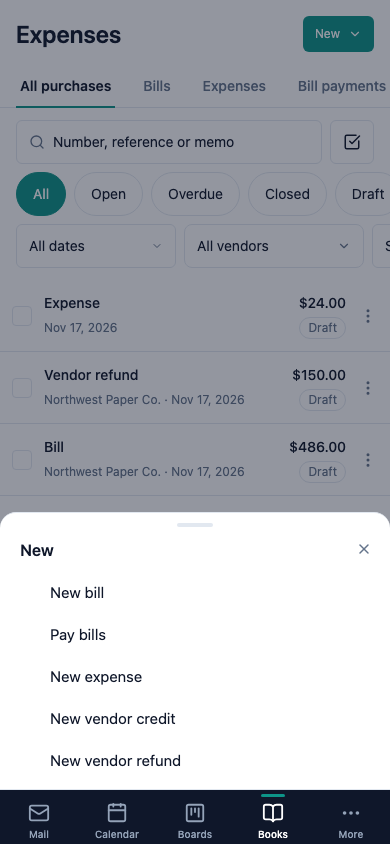 Expenses
New
All purchases
Bills
Expenses
Bill payments
Number, reference or memo
All
Open
Overdue
Closed
Draft
All dates
All vendors
S
Expense
$24.00
Nov 17, 2026
Draft
Vendor refund
$150.00
Northwest Paper Co. · Nov 17, 2026
Draft
Bill
$486.00
Northwest Paper Co. · Nov 17, 2026
Draft
New
New bill
Pay bills
New expense
New vendor credit
New vendor refund
Mail
Calendar
Boards
Books
More